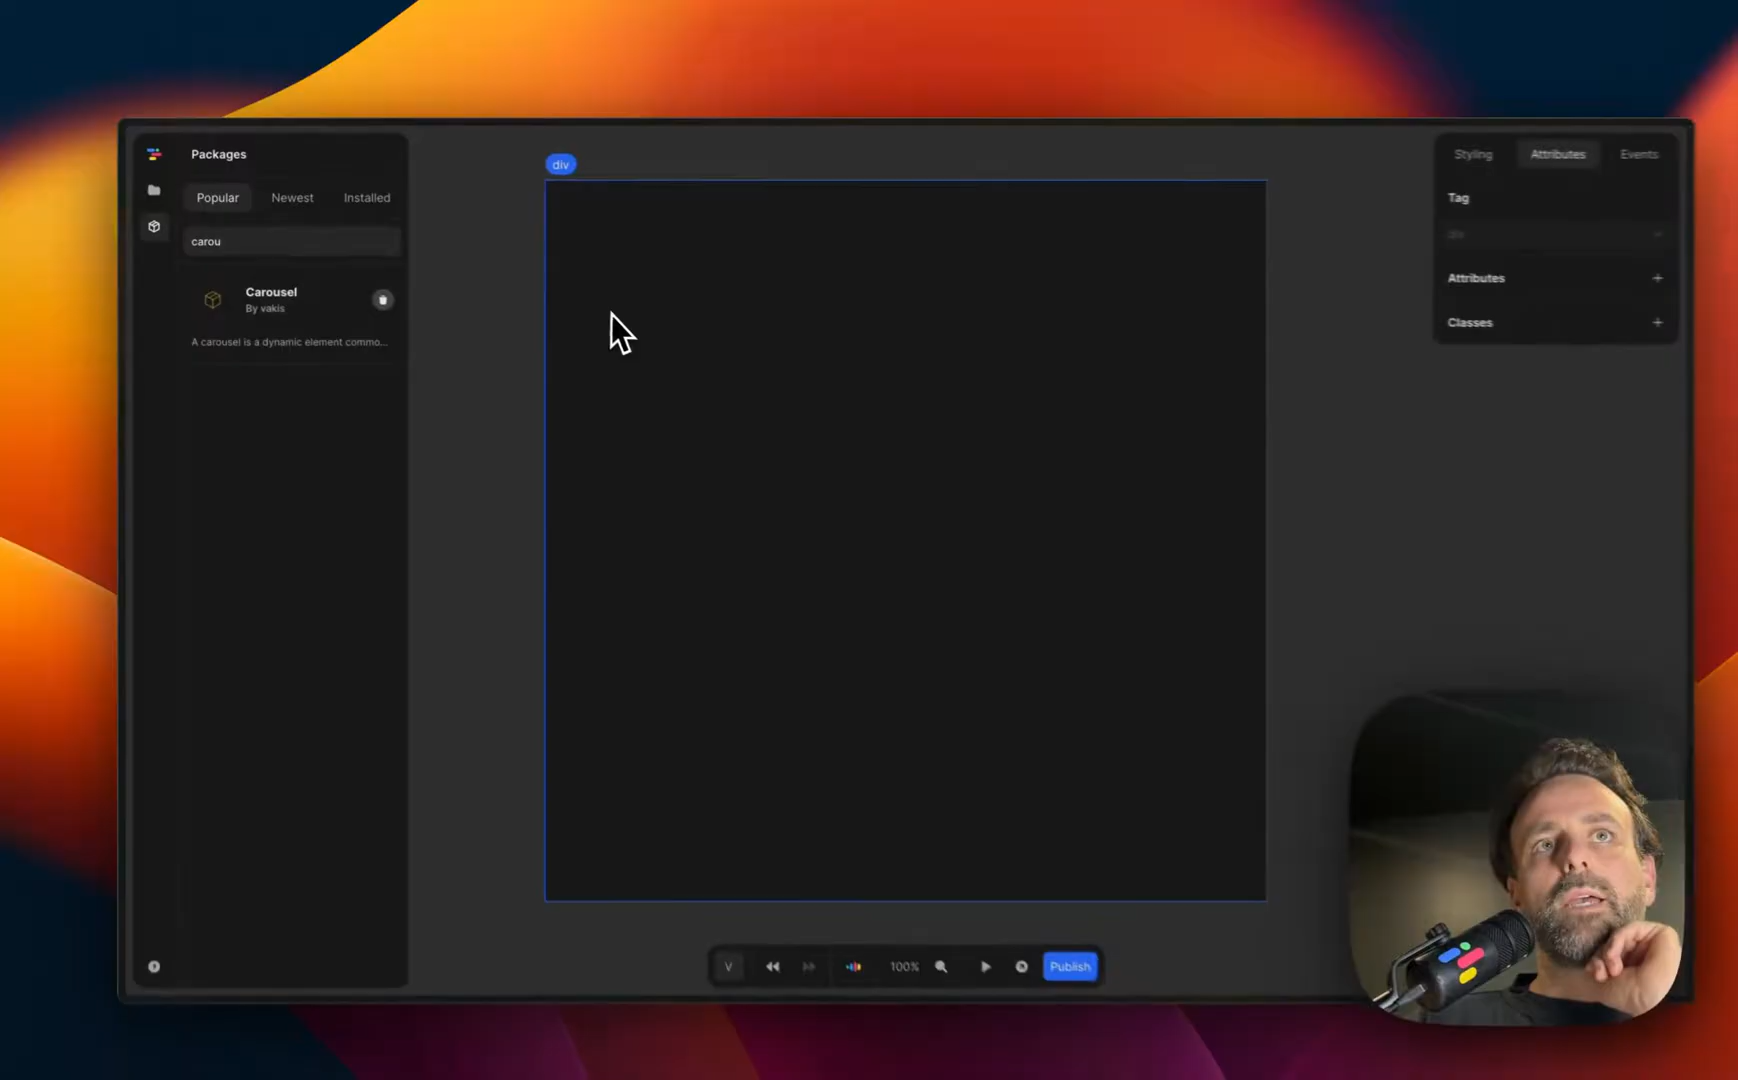 Packages
Popular Newest Installed
carou
Carousel
By vakis
A carousel is a dynamic element commo...
div
Styling Attributes Events
Tag
div
Attributes
Classes
V 100% Publish